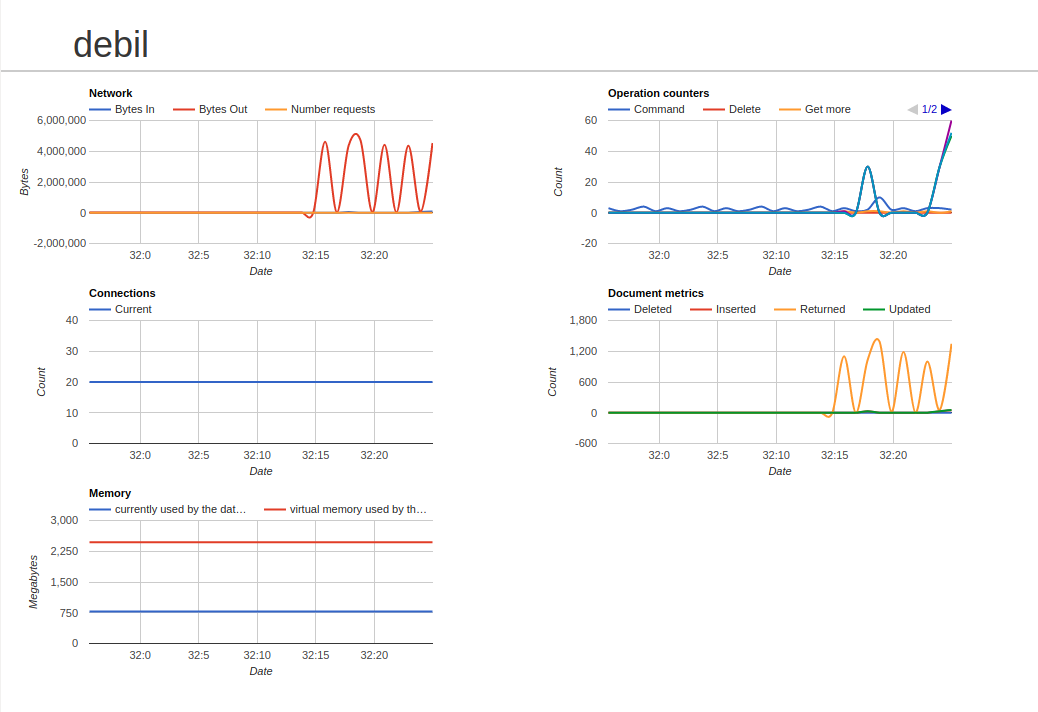 debil
Network
Bytes In Bytes Out Number requests
6,000,000
4,000,000
2,000,000
0
-2,000,000
Bytes
32:0 32:5 32:10 32:15 32:20
Date
Operation counters
Command Delete Get more 1/2
60
40
20
0
-20
Count
32:0 32:5 32:10 32:15 32:20
Date
Connections
Current
40
30
20
10
0
Count
32:0 32:5 32:10 32:15 32:20
Date
Document metrics
Deleted Inserted Returned Updated
1,800
1,200
600
0
-600
Count
32:0 32:5 32:10 32:15 32:20
Date
Memory
currently used by the dat… virtual memory used by th…
3,000
2,250
1,500
750
0
Megabytes
32:0 32:5 32:10 32:15 32:20
Date